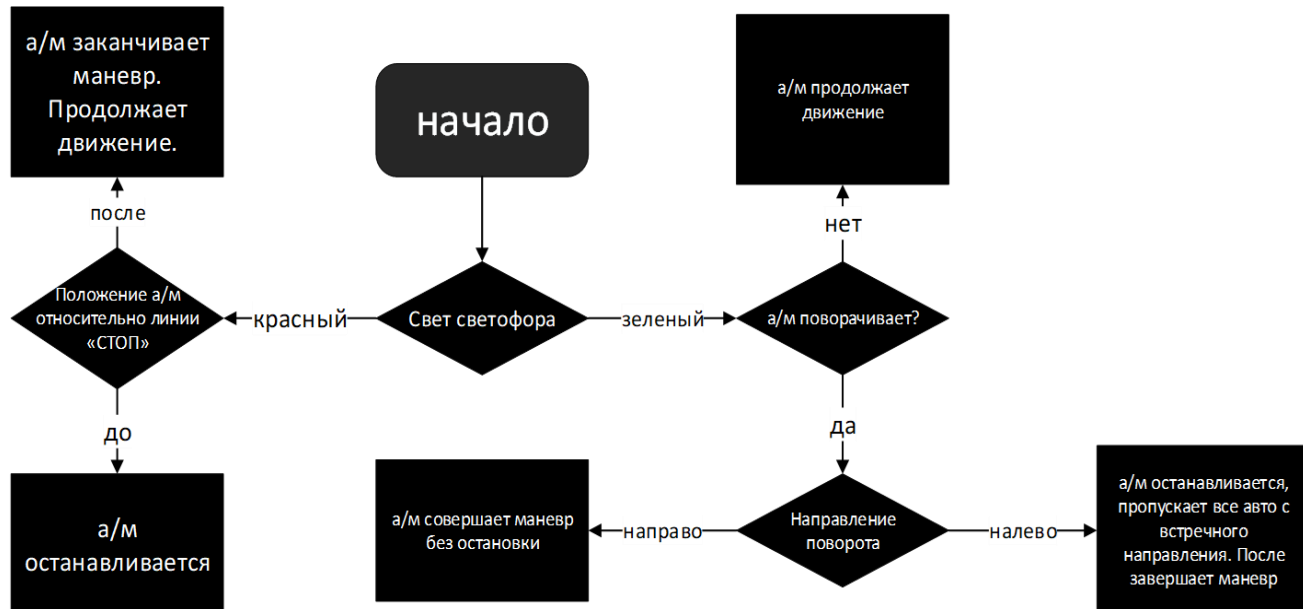 а/м заканчивает
маневр.
Продолжает
движение.
начало
а/м продолжает
движение
после
нет
Положение а/м
относительно линии
«СТОП»
красный
Свет светофора
зеленый
а/м поворачивает?
до
да
а/м
останавливается
а/м совершает маневр
без остановки
направо
Направление
поворота
налево
а/м останавливается,
пропускает все авто с
встречного
направления. После
завершает маневр